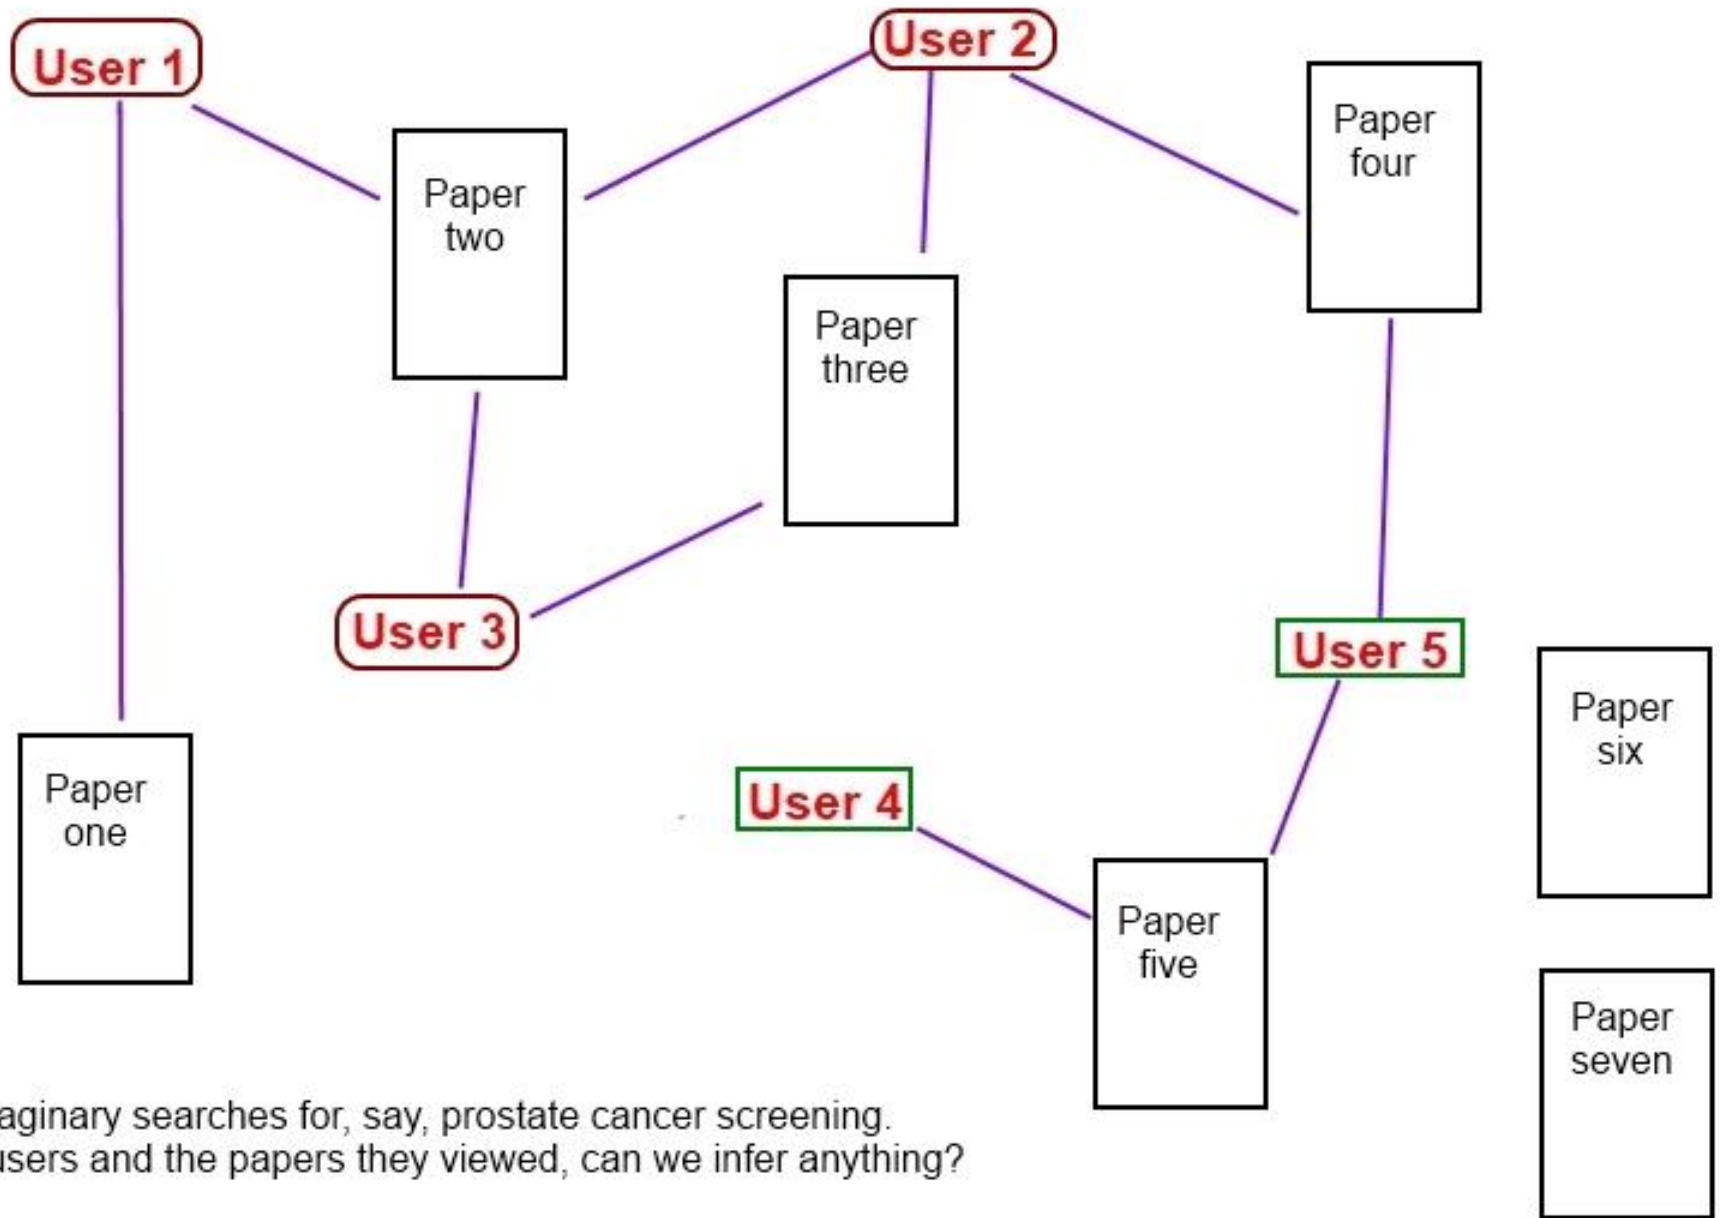 User 1
User 2
Paper
four
Paper
two
Paper
three
User 3
User 5
Paper
six
User 4
Paper
one
Paper
five
Paper
seven
aginary searches for, say, prostate cancer screening.
users and the papers they viewed, can we infer anything?